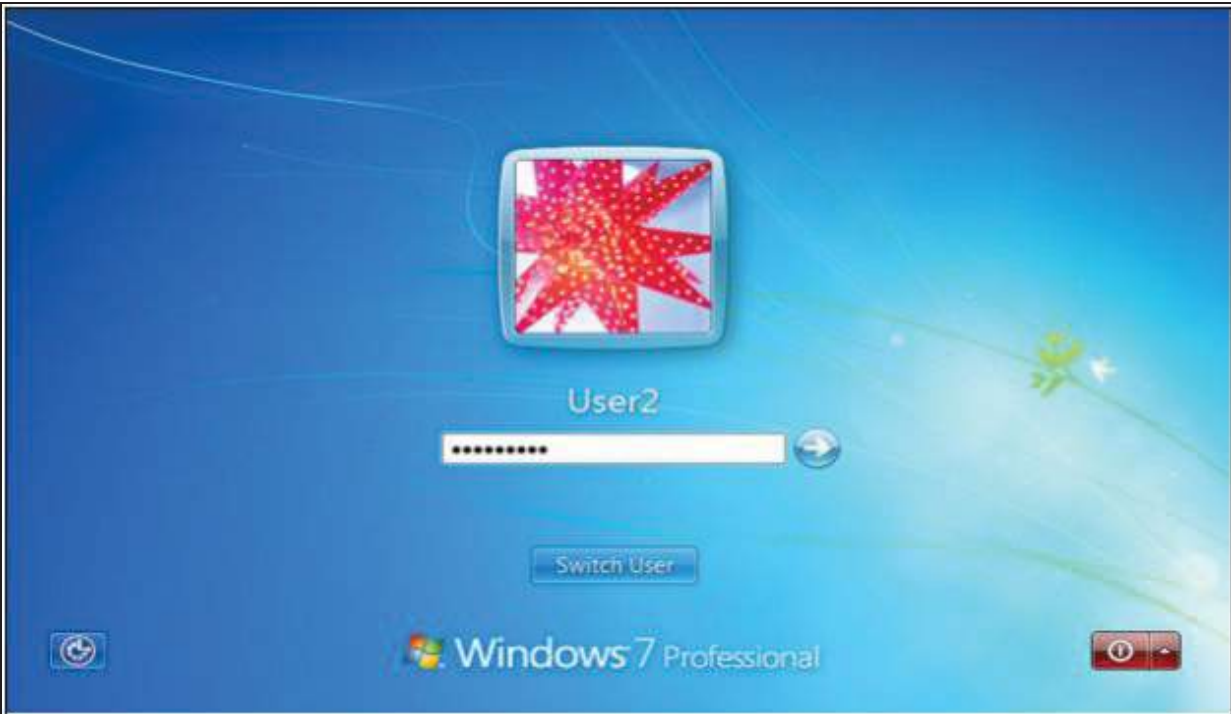 User2
•••••••••
Switch User
Windows 7 Professional